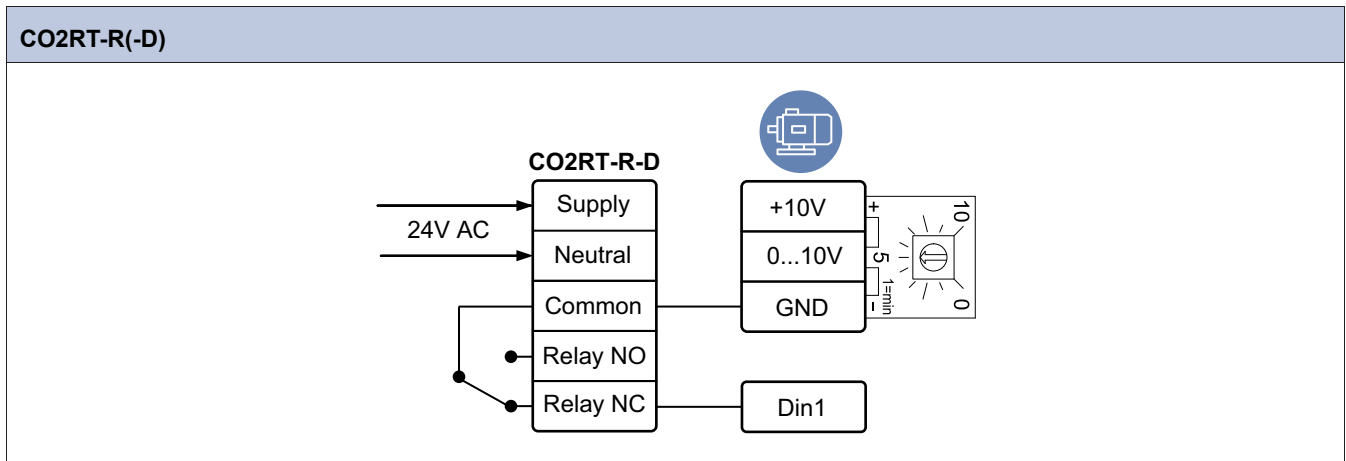 CO2RT-R(-D)
CO2RT-R-D
24V AC
Supply
Neutral
Common
Relay NO
Relay NC
+10V
0...10V
GND
Din1
+
10
5
1=min
-
0